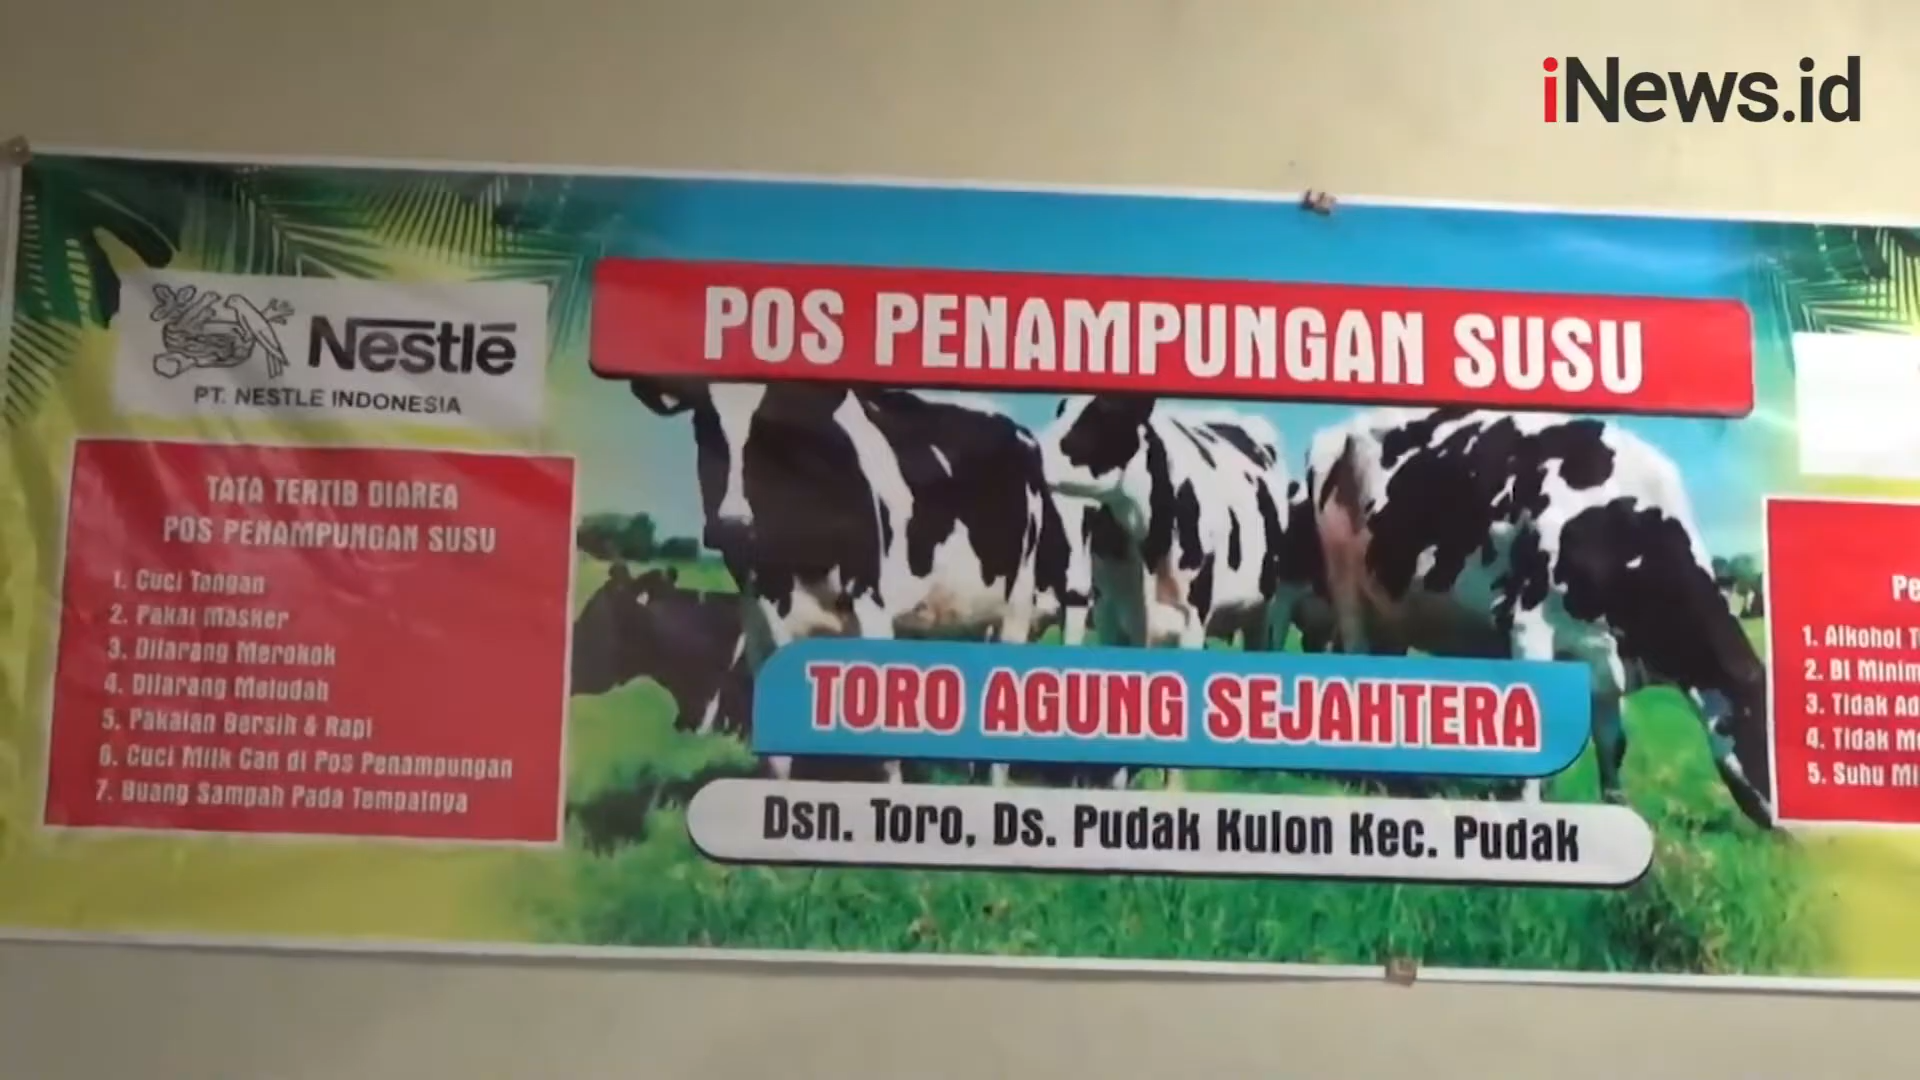 iNews.id
Nestlé
PT. NESTLE INDONESIA
POS PENAMPUNGAN SUSU
TATA TERTIB DIAREA
POS PENAMPUNGAN SUSU
1. Cuci Tangan
2. Pakai Masker
3. Dilarang Merokok
4. Dilarang Meludah
5. Pakaian Bersih & Rapi
6. Cuci Milk Can di Pos Penampungan
7. Buang Sampah Pada Tempatnya
TORO AGUNG SEJAHTERA
Dsn. Toro, Ds. Pudak Kulon Kec. Pudak
1. Alkohol
2. BJ
3. Tidak
4. Tidak
5. Suhu